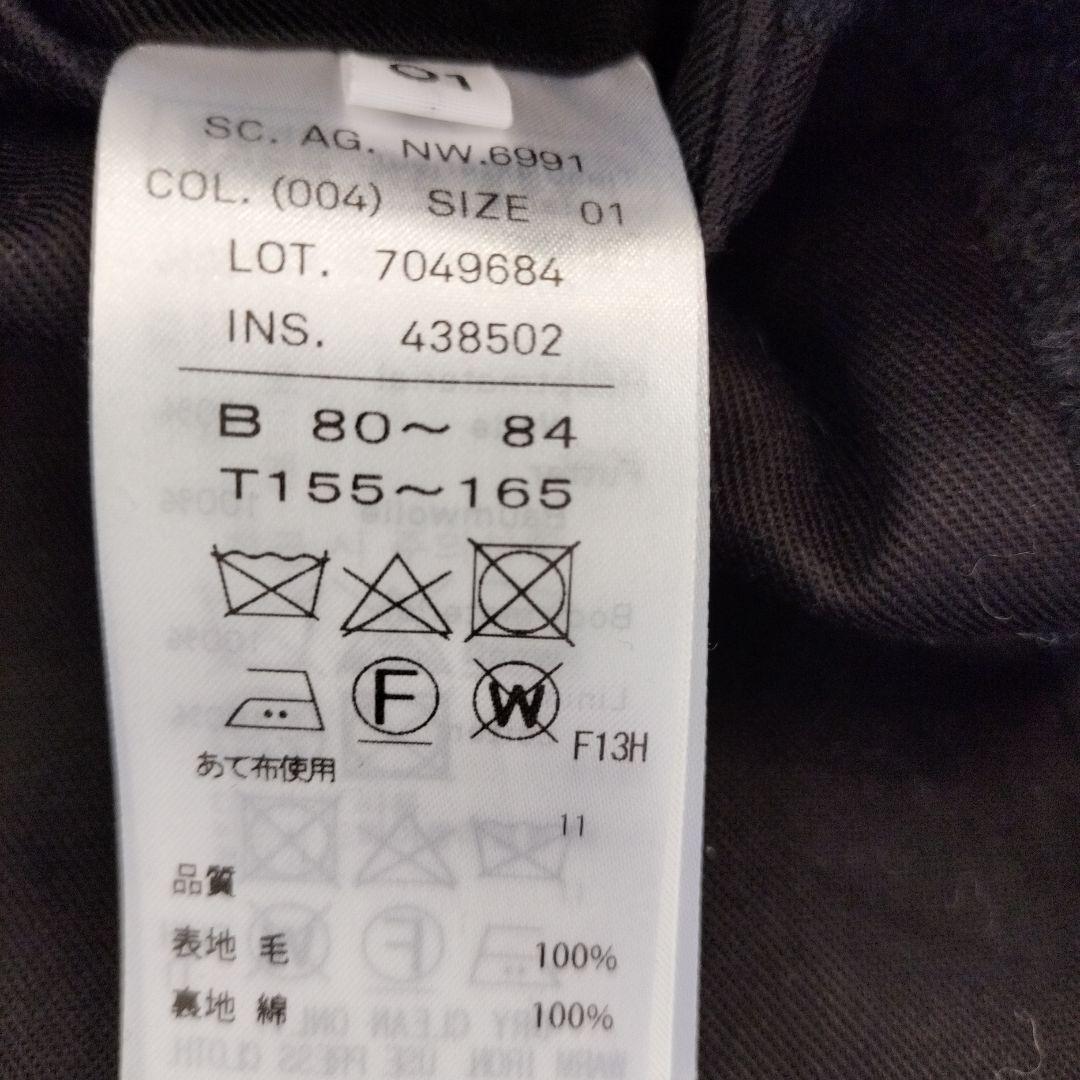 01
SC. AG. NW.6991
COL. (004) SIZE 01
LOT. 7049684
INS. 438502
B 80〜 84
T155〜165
F W
F13H
あて布使用
11
品質
表地 毛 100%
裏地 綿 100%